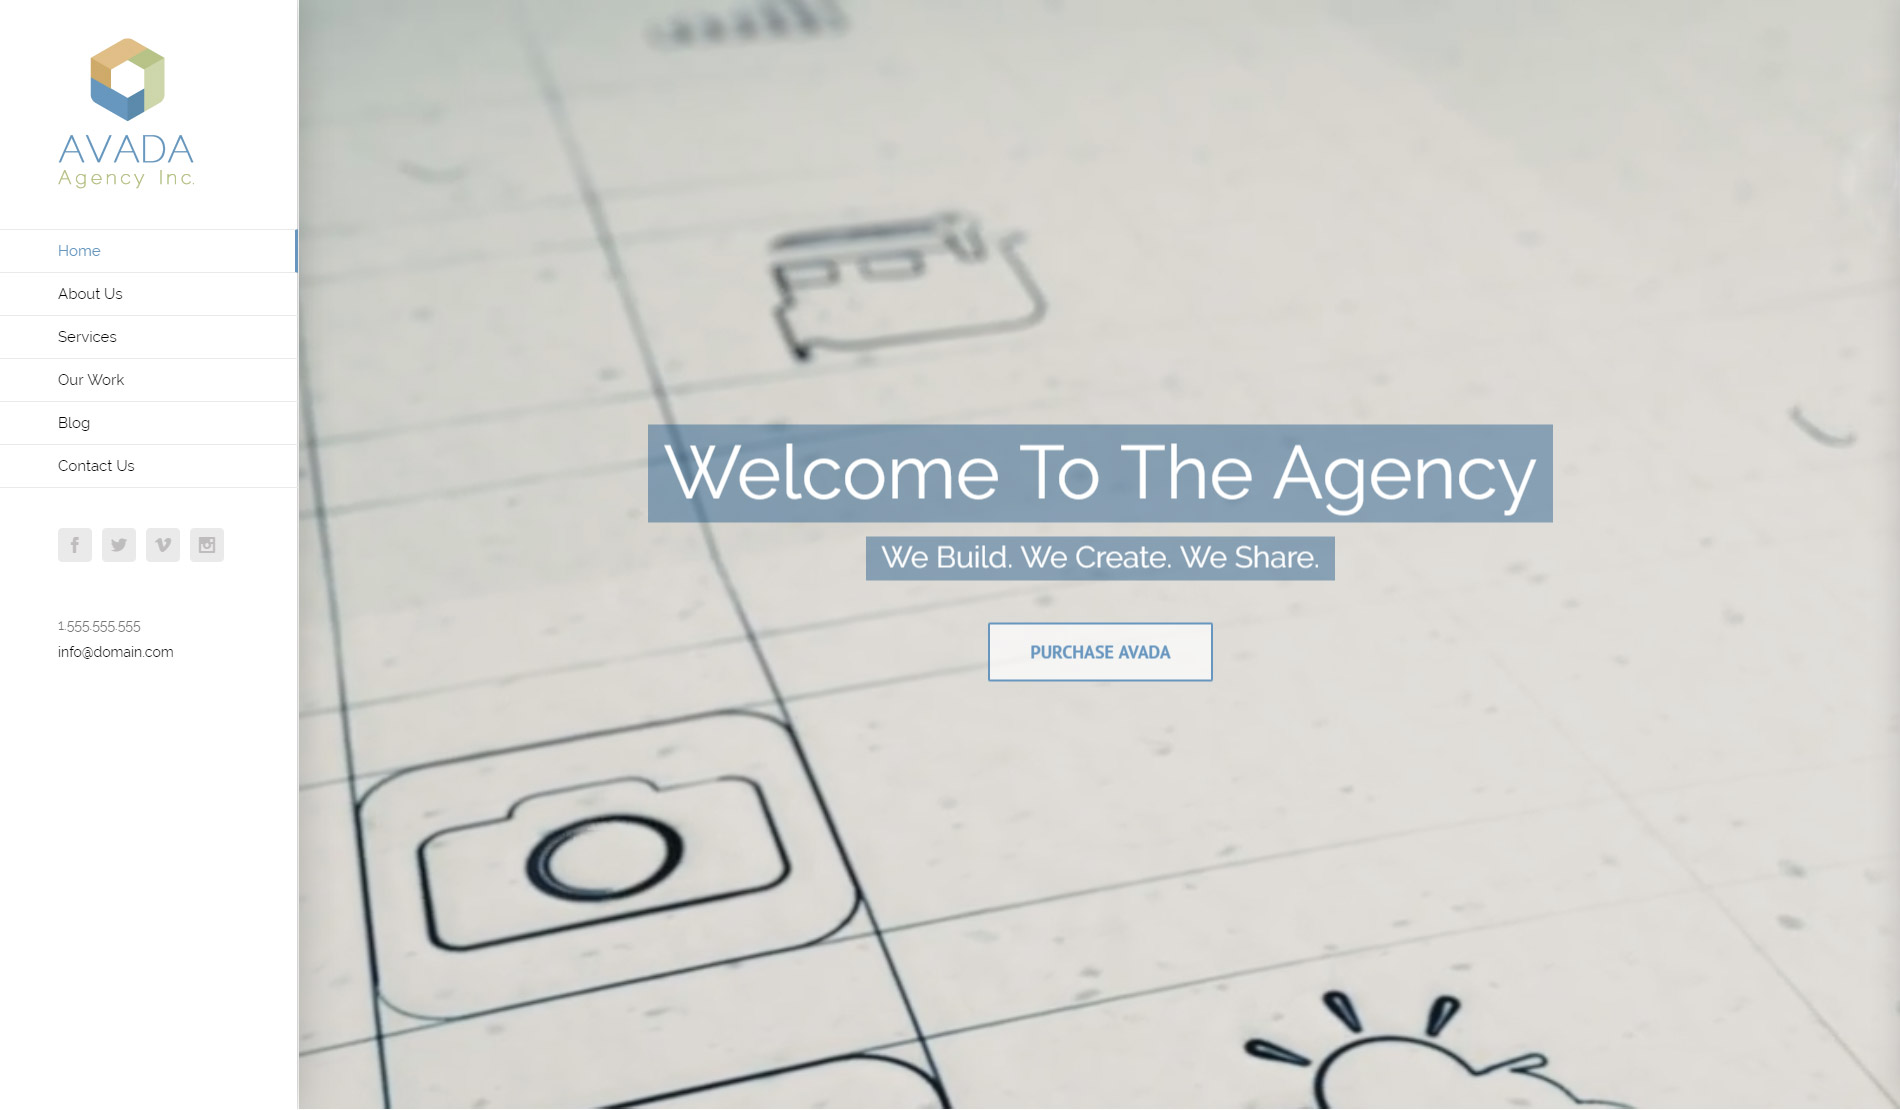 AVADA
Agency Inc.
Home
About Us
Services
Our Work
Blog
Contact Us
1.555.555.555
info@domain.com
Welcome To The Agency
We Build. We Create. We Share.
PURCHASE AVADA